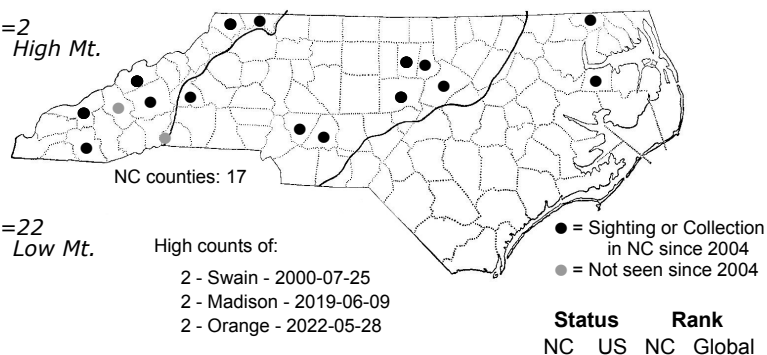 =2
High Mt.
NC counties: 17
=22
Low Mt.
High counts of:
2 - Swain - 2000-07-25
2 - Madison - 2019-06-09
2 - Orange - 2022-05-28
● = Sighting or Collection
in NC since 2004
● = Not seen since 2004
Status Rank
NC US NC Global